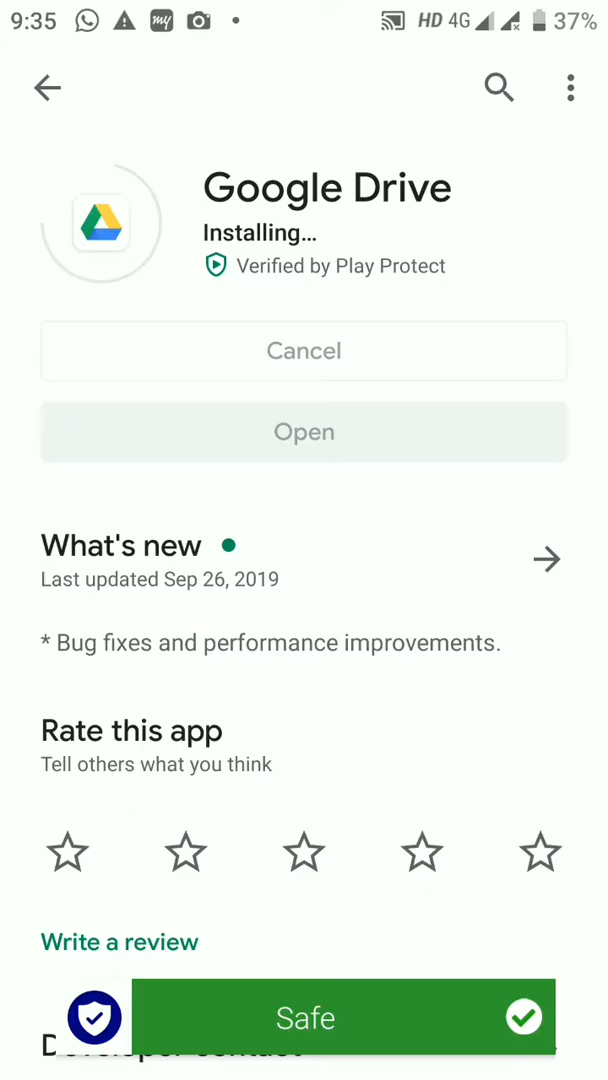 9:35 my HD 4G 37%
Google Drive
Installing...
Verified by Play Protect
Cancel
Open
What's new
Last updated Sep 26, 2019
* Bug fixes and performance improvements.
Rate this app
Tell others what you think
Write a review
Safe